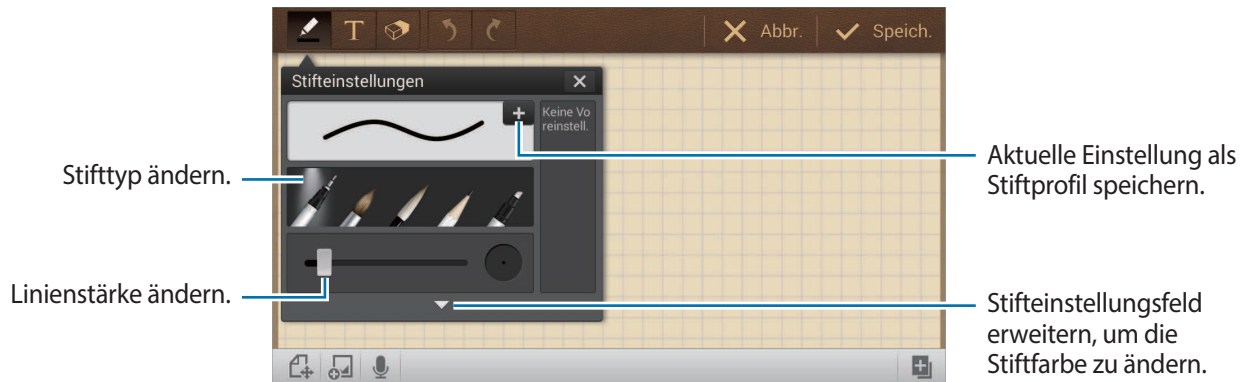 T
Abbr.
Speich.
Stifteinstellungen
Keine Vo
reinstell.
Stifttyp ändern.
Linienstärke ändern.
Aktuelle Einstellung als
Stiftprofil speichern.
Stifteinstellungsfeld
erweitern, um die
Stiftfarbe zu ändern.